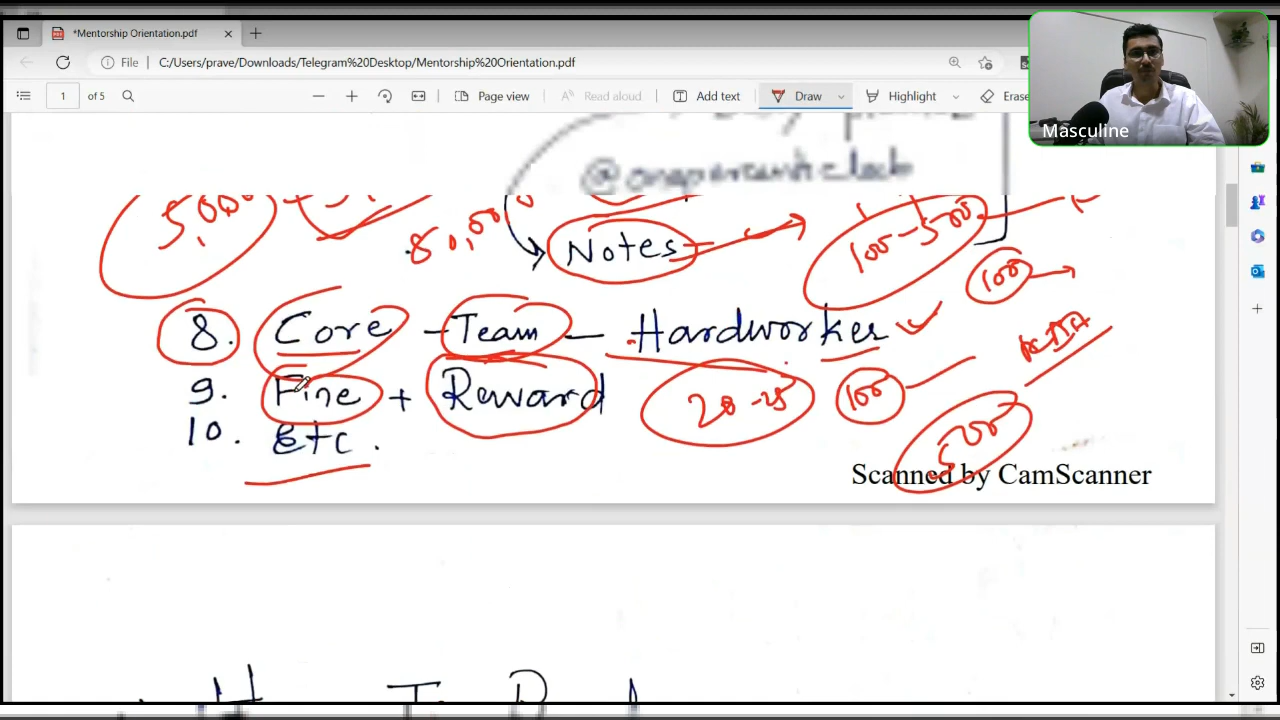 *Mentorship Orientation.pdf
File C:/Users/prave/Downloads/Telegram%20Desktop/Mentorship%20Orientation.pdf
1 of 5 Page view Read aloud Add text Draw Highlight Erase
Masculine
@onepercentclub
5,000
80,000
Notes
100-500
100
8. Core - Team - Hardworker
9. Fine + Reward
20-25
100
10. Etc.
500
Scanned by CamScanner